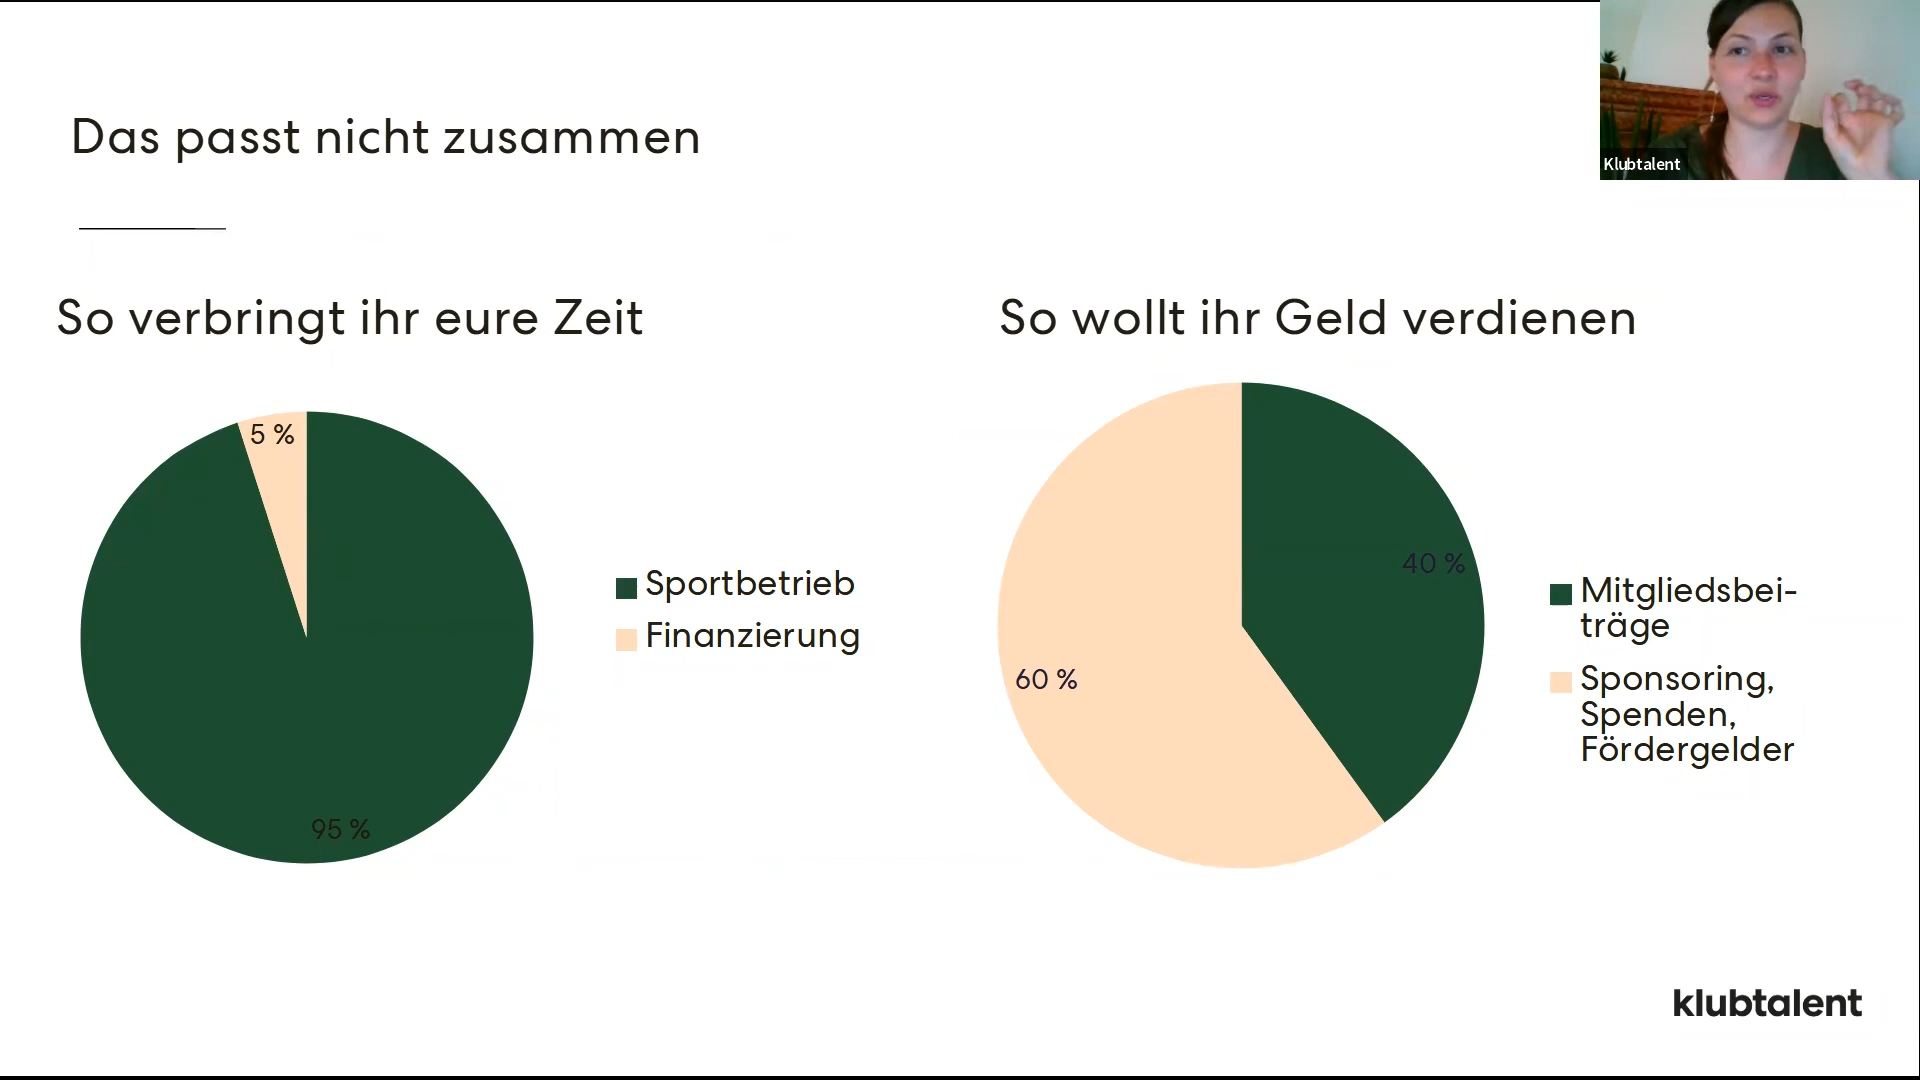 Das passt nicht zusammen
Klubtalent
So verbringt ihr eure Zeit
5 %
95 %
Sportbetrieb
Finanzierung
So wollt ihr Geld verdienen
40 %
60 %
Mitgliedsbei-
träge
Sponsoring,
Spenden,
Fördergelder
klubtalent